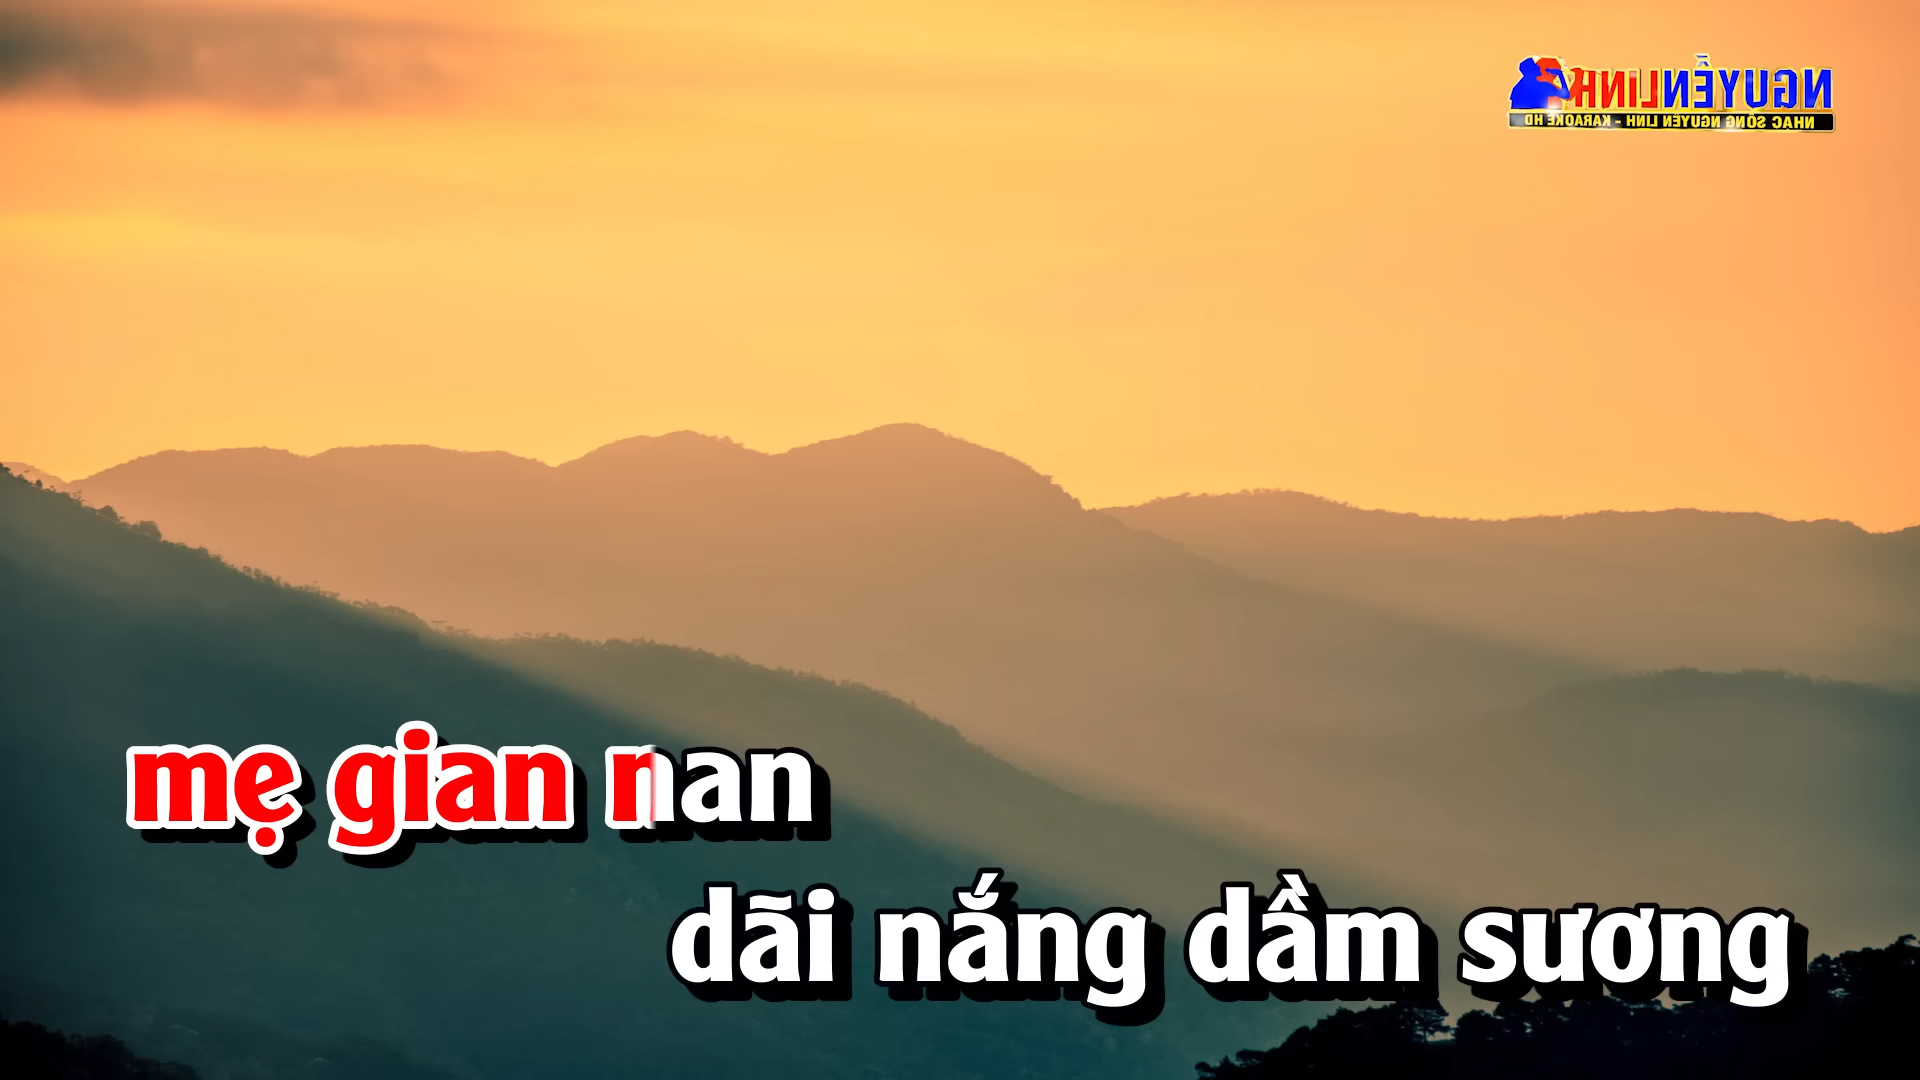 NGUYỄN LINH
NHẠC SỐNG NGUYỄN LINH - KARAOKE HD
mẹ gian nan
dãi nắng dầm sương